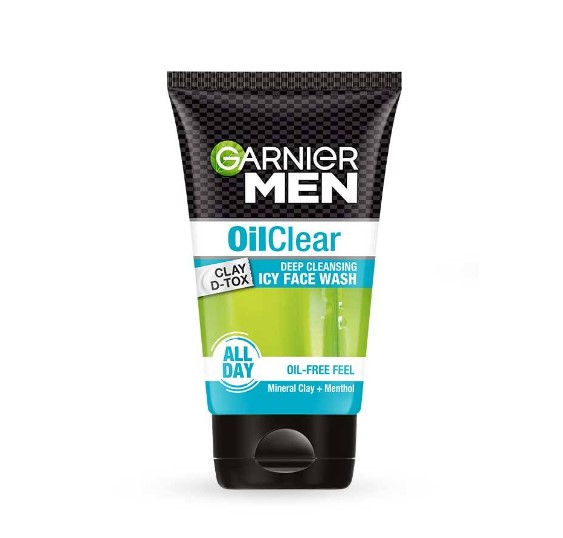 GARNIER
MEN
OilClear
CLAY
D-TOX
DEEP CLEANSING
ICY FACE WASH
ALL
DAY
OIL-FREE FEEL
Mineral Clay + Menthol